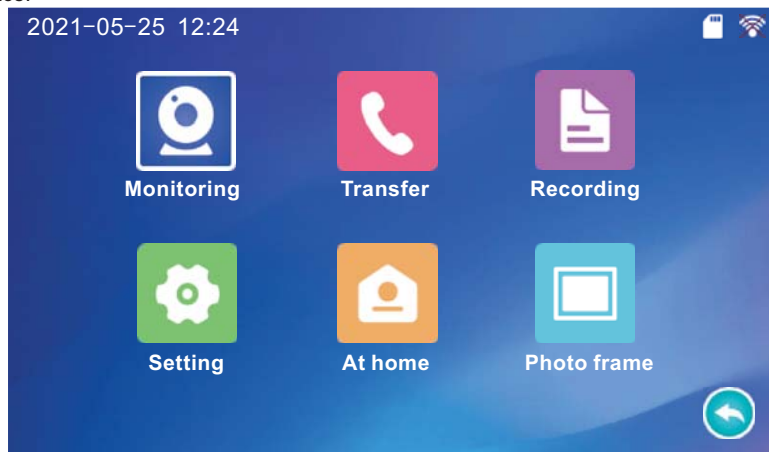 2021-05-25 12:24
Monitoring
Transfer
Recording
Setting
At home
Photo frame